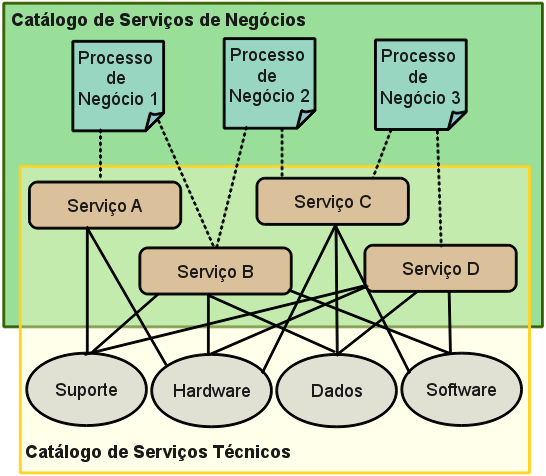 Catálogo de Serviços de Negócios
Processo
de
Negócio 1
Processo
de
Negócio 2
Processo
de
Negócio 3
Serviço A
Serviço C
Serviço B
Serviço D
Suporte
Hardware
Dados
Software
Catálogo de Serviços Técnicos